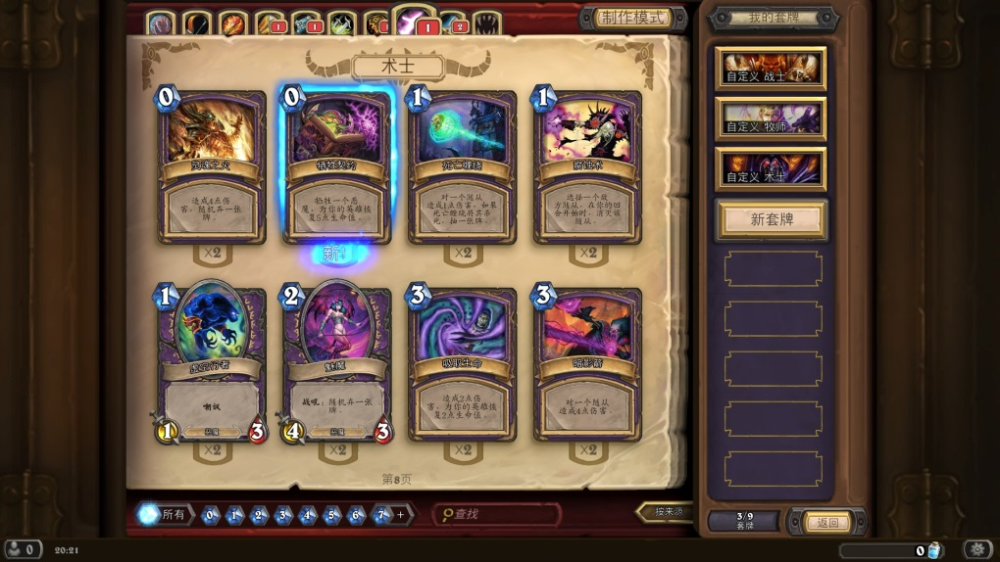 1
1
1
2
制作模式
我的套牌
术士
0
灵魂之火
造成4点伤
害，随机弃一张
牌。
X2
0
牺牲契约
牺牲一个恶
魔，为你的英雄恢
复5点生命值。
新！
1
死亡缠绕
对一个随从
造成1点伤害。如果
死亡缠绕将其杀
死，抽一张牌。
X2
1
腐蚀术
选择一个敌
方随从，在你的回
合开始时，消灭该
随从。
X2
1
虚空行者
嘲讽
1
恶魔
3
X2
2
魅魔
战吼：随机弃一张
牌。
4
恶魔
3
X2
3
吸取生命
造成2点伤
害，为你的英雄恢
复2点生命值。
X2
3
暗影箭
对一个随从
造成4点伤害。
X2
第8页
自定义 战士
自定义 牧师
自定义 术士
新套牌
所有
0 1 2 3 4 5 6 7 +
查找
按来源
3/9
套牌
返回
0
20:21
0